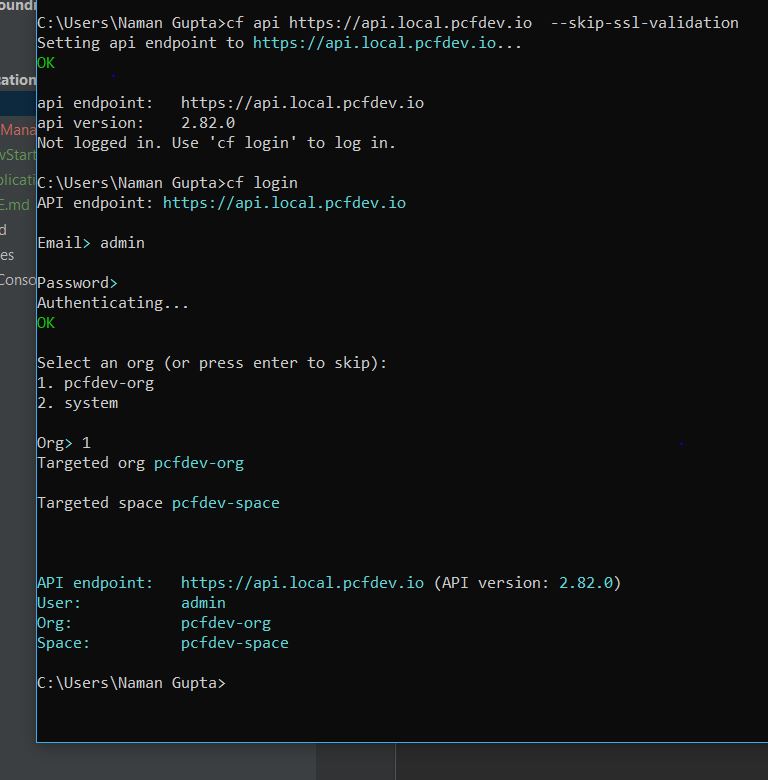 oundr
C:\Users\Naman Gupta>cf api https://api.local.pcfdev.io  --skip-ssl-validation
Setting api endpoint to https://api.local.pcfdev.io...
OK
cation
api endpoint:   https://api.local.pcfdev.io
Mana
api version:    2.82.0
vStart
Not logged in. Use 'cf login' to log in.
plicati
C:\Users\Naman Gupta>cf login
E.md
API endpoint: https://api.local.pcfdev.io
d
Email> admin
es
Conso
Password>
Authenticating...
OK
Select an org (or press enter to skip):
1. pcfdev-org
2. system
Org> 1
Targeted org pcfdev-org
Targeted space pcfdev-space
API endpoint:   https://api.local.pcfdev.io (API version: 2.82.0)
User:           admin
Org:            pcfdev-org
Space:          pcfdev-space
C:\Users\Naman Gupta>